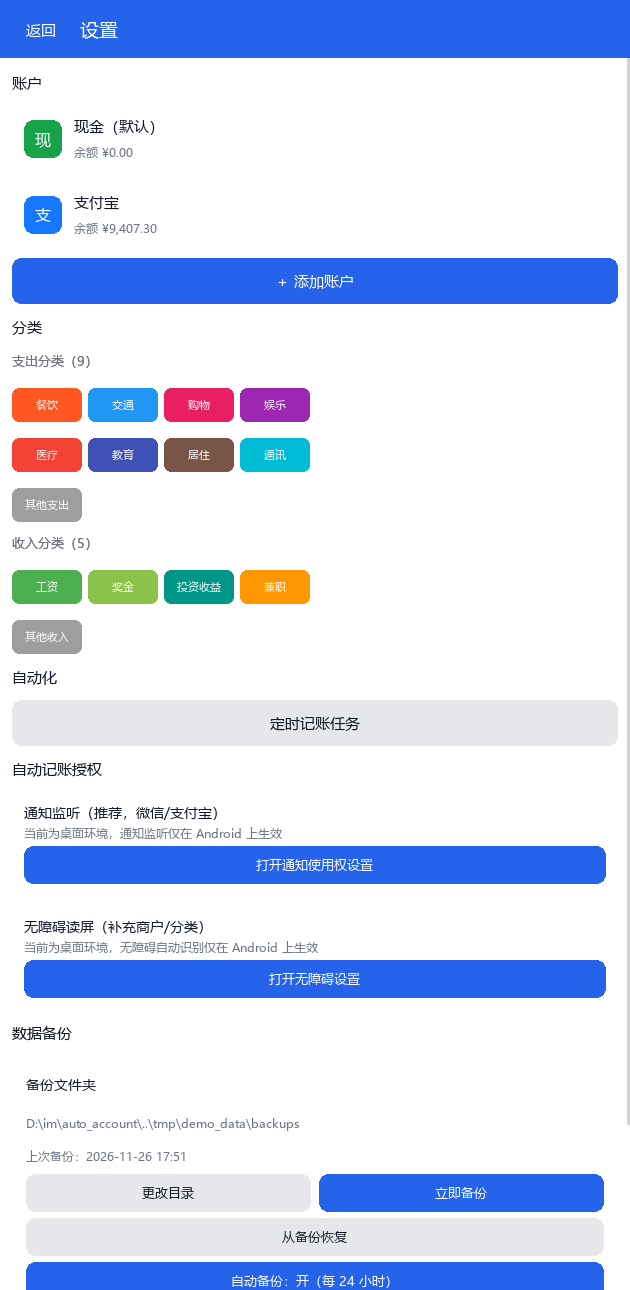 返回 设置
账户
现
现金（默认）
余额 ¥0.00
支
支付宝
余额 ¥9,407.30
+ 添加账户
分类
支出分类（9）
餐饮 交通 购物 娱乐
医疗 教育 居住 通讯
其他支出
收入分类（5）
工资 奖金 投资收益 兼职
其他收入
自动化
定时记账任务
自动记账授权
通知监听（推荐，微信/支付宝）
当前为桌面环境，通知监听仅在 Android 上生效
打开通知使用权设置
无障碍读屏（补充商户/分类）
当前为桌面环境，无障碍自动识别仅在 Android 上生效
打开无障碍设置
数据备份
备份文件夹
D:\im\auto_account\..\tmp\demo_data\backups
上次备份：2026-11-26 17:51
更改目录 立即备份
从备份恢复
自动备份：开（每 24 小时）